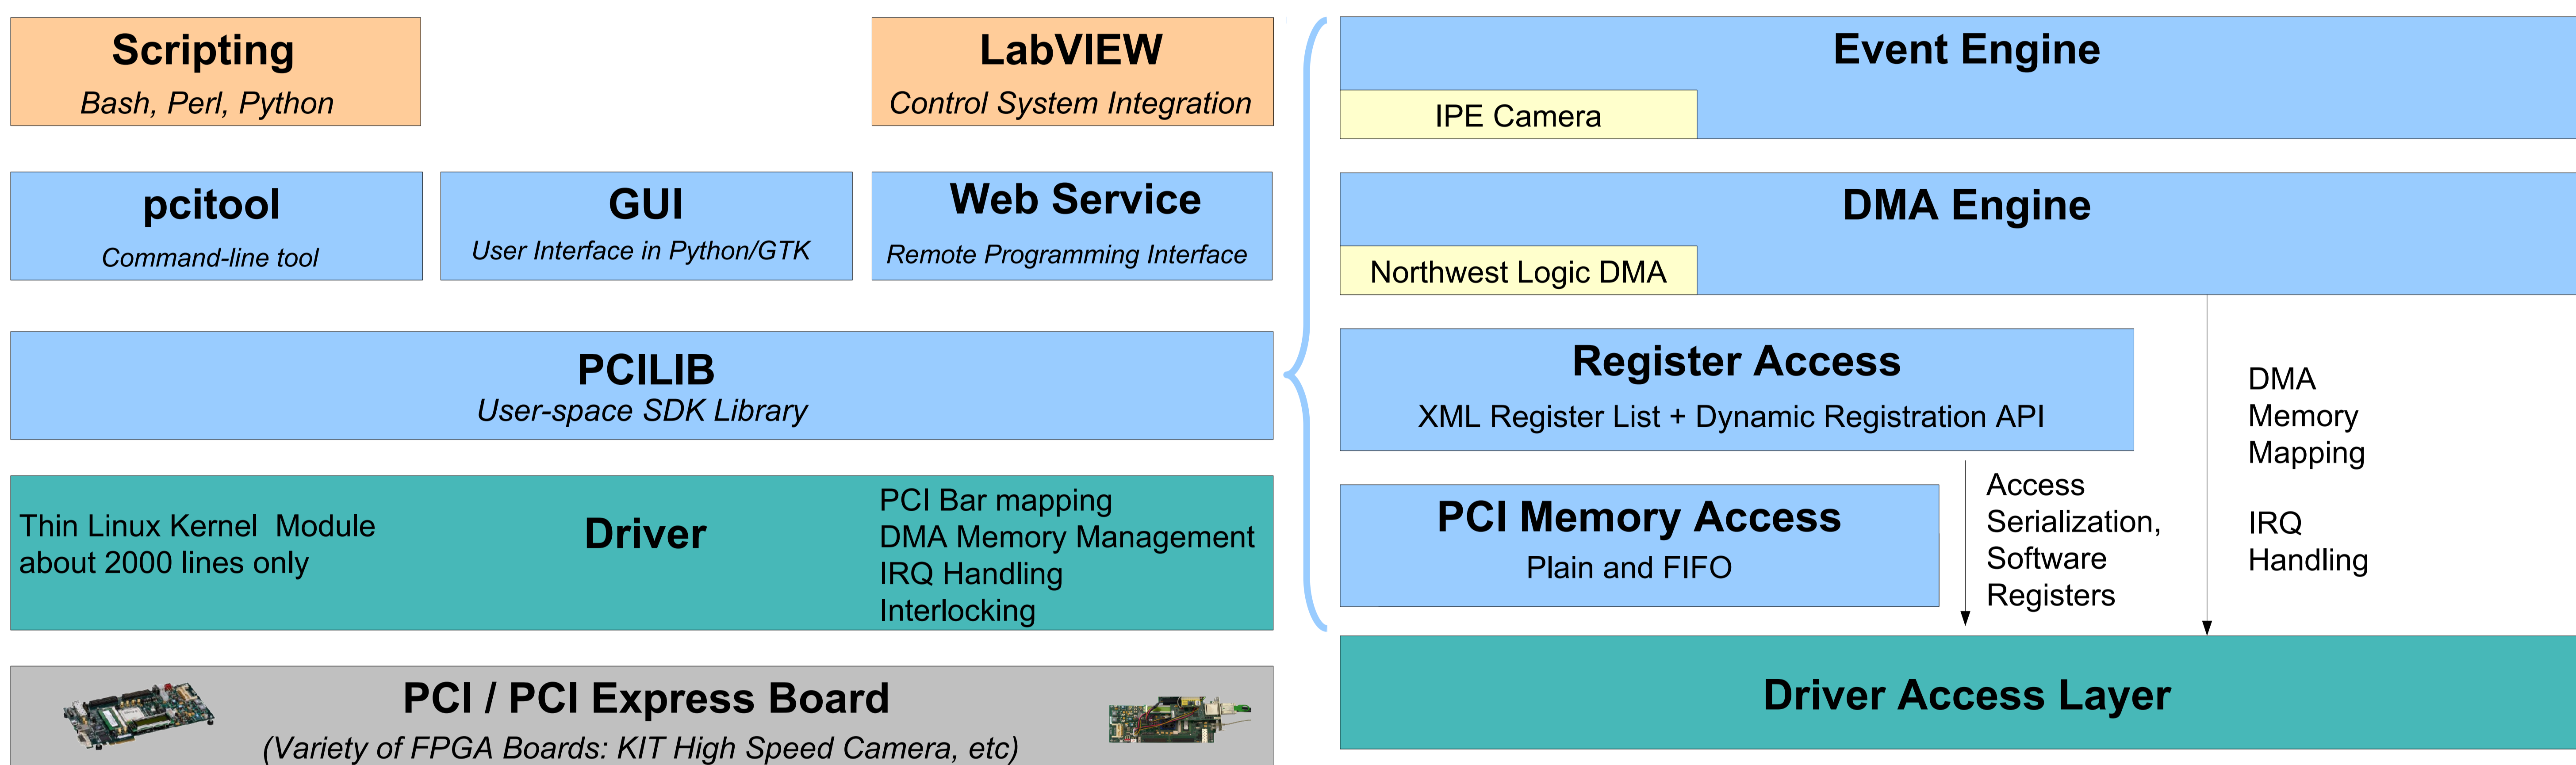 Scripting
Bash, Perl, Python
LabVIEW
Control System Integration
pcitool
Command-line tool
GUI
User Interface in Python/GTK
Web Service
Remote Programming Interface
PCILIB
User-space SDK Library
Thin Linux Kernel  Module
about 2000 lines only
Driver
PCI Bar mapping
DMA Memory Management
IRQ Handling
Interlocking
PCI / PCI Express Board
(Variety of FPGA Boards: KIT High Speed Camera, etc)
Event Engine
IPE Camera
DMA Engine
Northwest Logic DMA
Register Access
XML Register List + Dynamic Registration API
PCI Memory Access
Plain and FIFO
Access
Serialization,
Software
Registers
DMA
Memory
Mapping
IRQ
Handling
Driver Access Layer